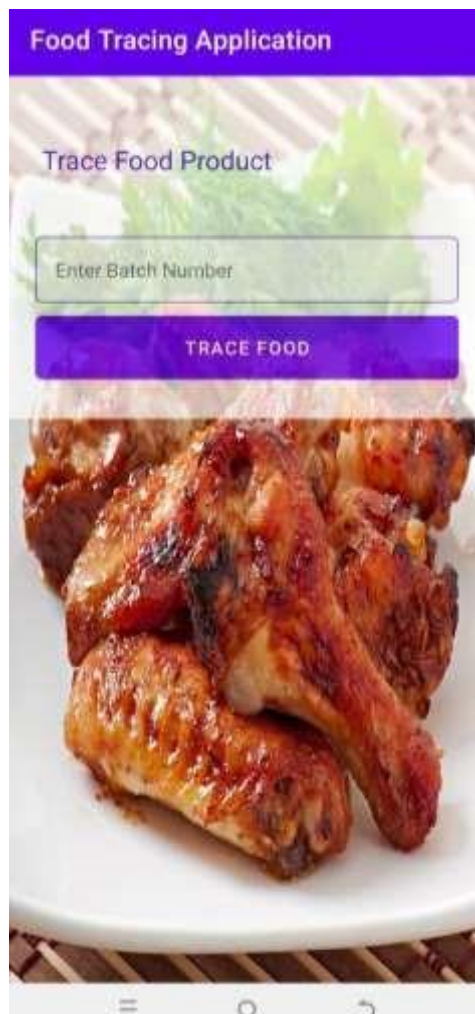 Food Tracing Application
Trace Food Product
Enter Batch Number
TRACE FOOD